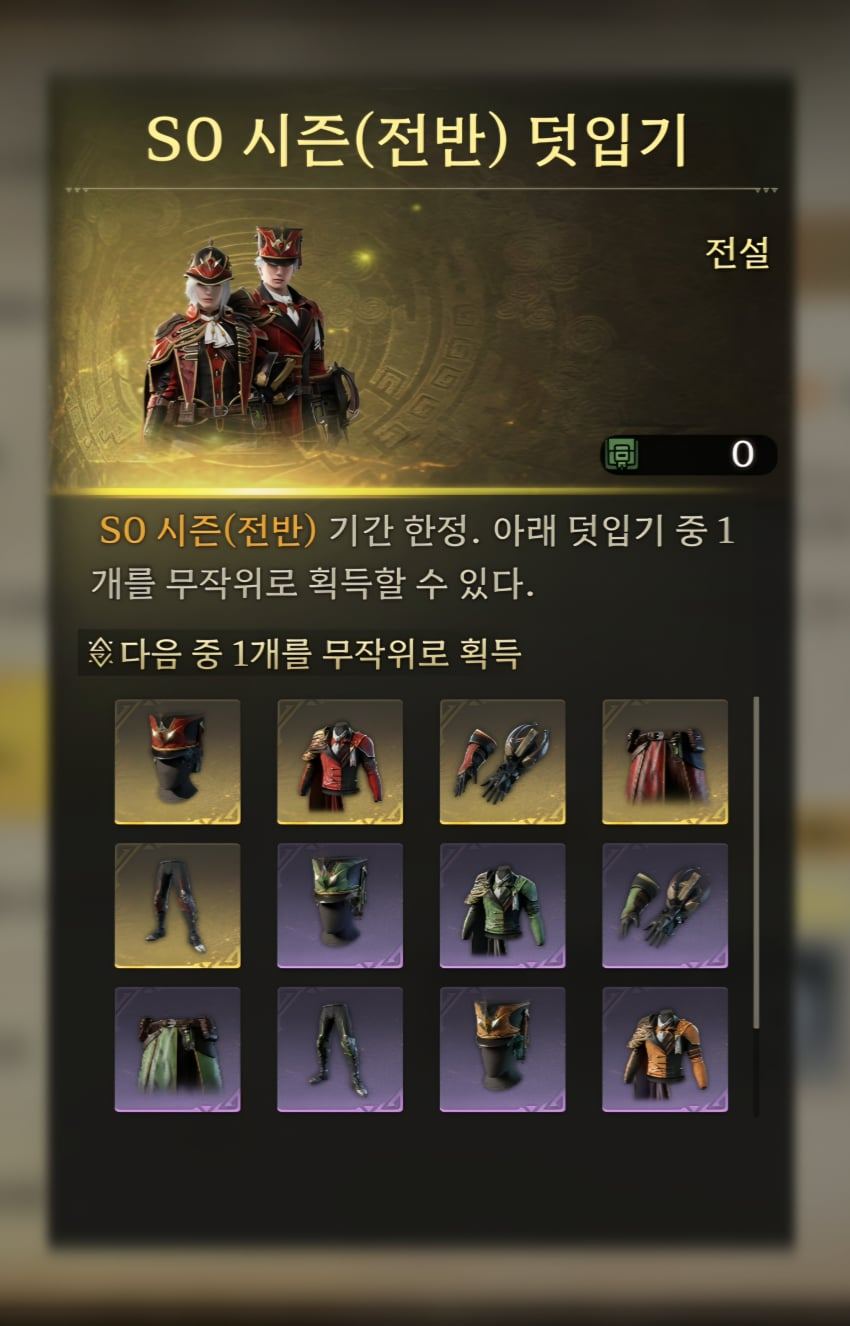 S0 시즌(전반) 덧입기
전설
0
S0 시즌(전반) 기간 한정. 아래 덧입기 중 1
개를 무작위로 획득할 수 있다.
다음 중 1개를 무작위로 획득